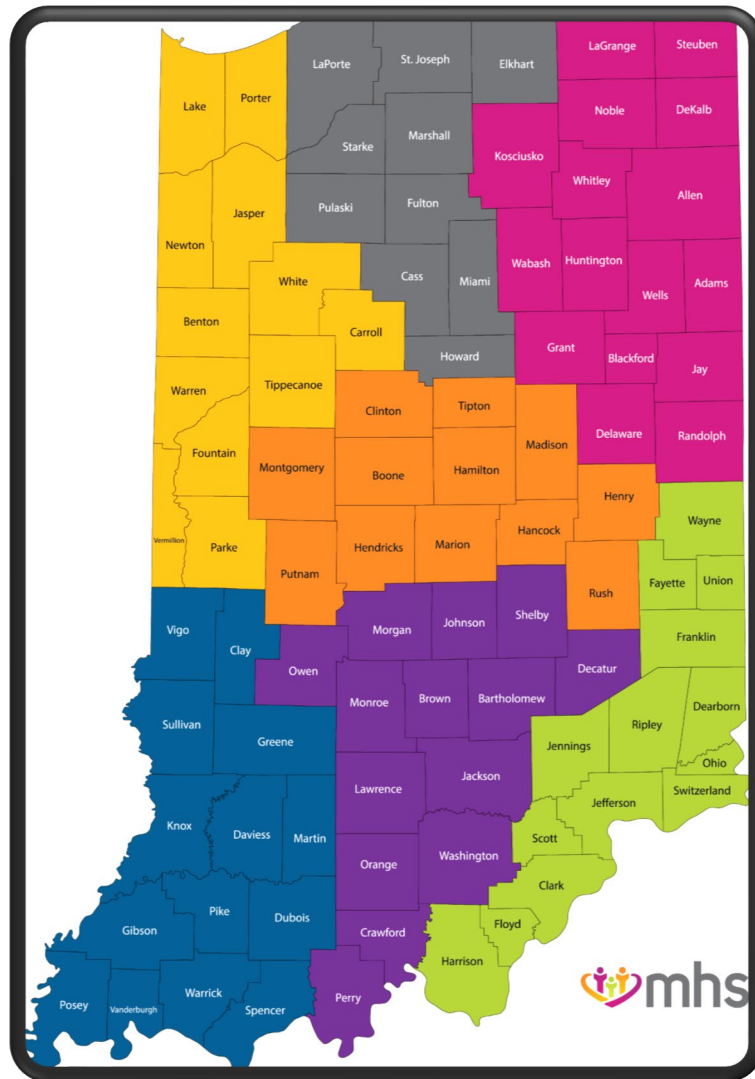 LaGrange
Steuben
St. Joseph
LaPorte
Elkhart
Lake
Porter
Noble
DeKalb
Starke
Marshall
Kosciusko
Whitley
Allen
Pulaski
Fulton
Jasper
Newton
Cass
Miami
Wabash
Huntington
White
Wells
Adams
Benton
Carroll
Grant
Howard
Blackford
Jay
Warren
Tippecanoe
Clinton
Tipton
Madison
Delaware
Randolph
Fountain
Montgomery
Boone
Hamilton
Henry
Wayne
Vermillion
Parke
Hendricks
Marion
Hancock
Putnam
Rush
Fayette
Union
Vigo
Clay
Morgan
Johnson
Shelby
Franklin
Owen
Decatur
Sullivan
Monroe
Brown
Bartholomew
Dearborn
Ripley
Greene
Jennings
Ohio
Lawrence
Jackson
Switzerland
Jefferson
Knox
Daviess
Martin
Scott
Orange
Washington
Clark
Pike
Dubois
Gibson
Crawford
Floyd
Harrison
Posey
Vanderburgh
Warrick
Spencer
Perry
mhs